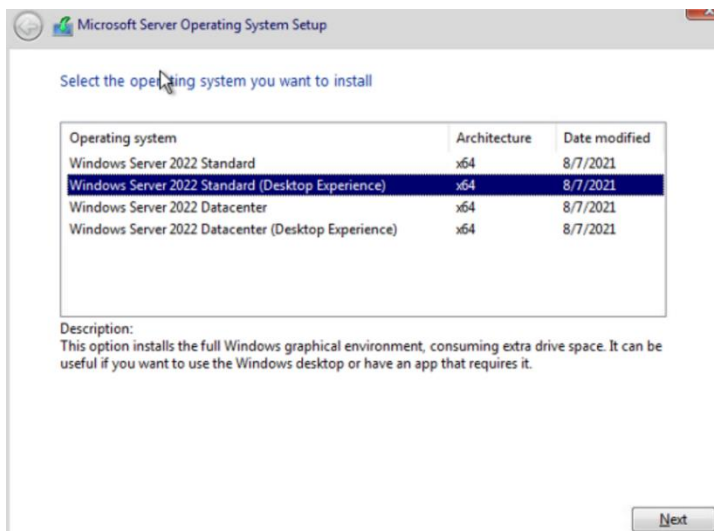 Microsoft Server Operating System Setup
Select the operating system you want to install
Operating system Architecture Date modified
Windows Server 2022 Standard x64 8/7/2021
Windows Server 2022 Standard (Desktop Experience) x64 8/7/2021
Windows Server 2022 Datacenter x64 8/7/2021
Windows Server 2022 Datacenter (Desktop Experience) x64 8/7/2021
Description:
This option installs the full Windows graphical environment, consuming extra drive space. It can be
useful if you want to use the Windows desktop or have an app that requires it.
Next